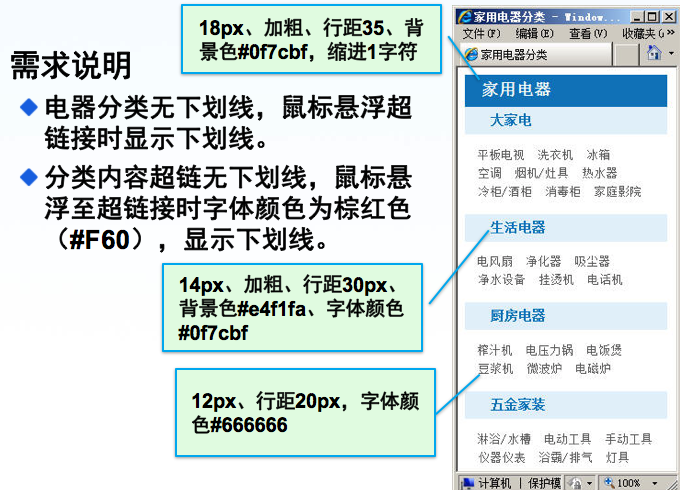 18px、加粗、行距35、背
景色#0f7cbf，缩进1字符
需求说明
电器分类无下划线，鼠标悬浮超
链接时显示下划线。
分类内容超链无下划线，鼠标悬
浮至超链接时字体颜色为棕红色
（#F60），显示下划线。
14px、加粗、行距30px、
背景色#e4f1fa、字体颜色
#0f7cbf
12px、行距20px，字体颜
色#666666
家用电器分类 - Window...
文件(F) 编辑(E) 查看(V) 收藏夹(
家用电器分类
家用电器
大家电
平板电视 洗衣机 冰箱
空调 烟机/灶具 热水器
冷柜/酒柜 消毒柜 家庭影院
生活电器
电风扇 净化器 吸尘器
净水设备 挂烫机 电话机
厨房电器
榨汁机 电压力锅 电饭煲
豆浆机 微波炉 电磁炉
五金家装
淋浴/水槽 电动工具 手动工具
仪器仪表 浴霸/排气 灯具
计算机 | 保护模 100%